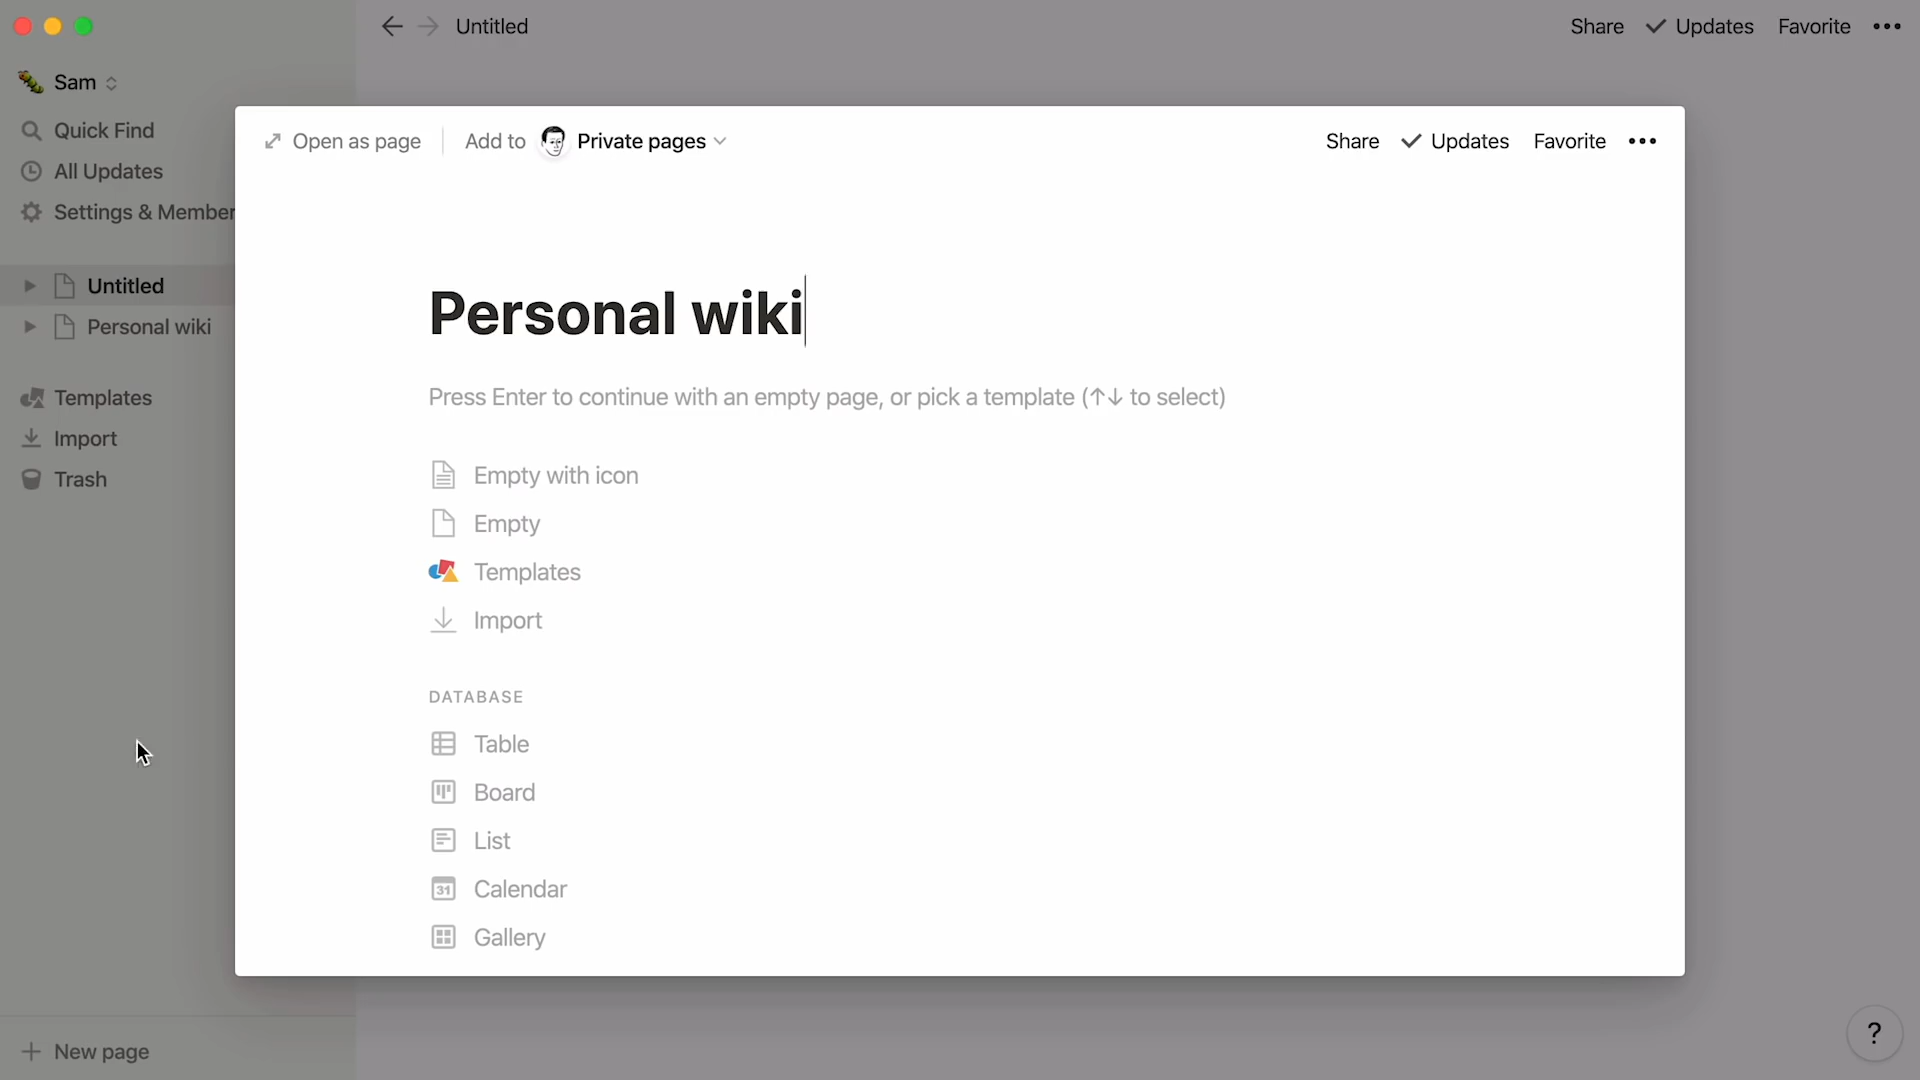 Untitled
Share Updates Favorite
Sam
Quick Find
All Updates
Settings & Member
Untitled
Personal wiki
Templates
Import
Trash
New page
Open as page Add to Private pages
Share Updates Favorite
Personal wiki
Press Enter to continue with an empty page, or pick a template (↑↓ to select)
Empty with icon
Empty
Templates
Import
DATABASE
Table
Board
List
31 Calendar
Gallery
?